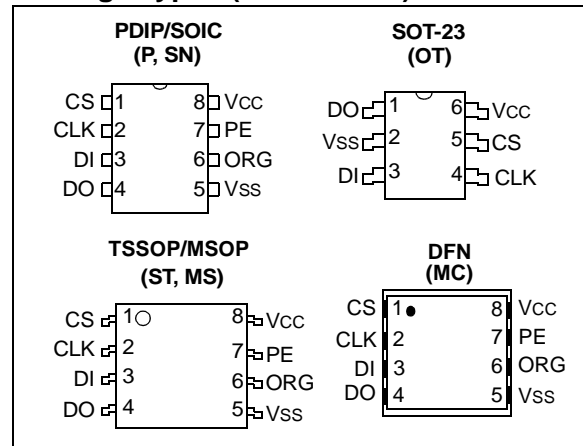 PDIP/SOIC
(P, SN)
CS 1 8 VCC
CLK 2 7 PE
DI 3 6 ORG
DO 4 5 VSS
SOT-23
(OT)
DO 1 6 VCC
VSS 2 5 CS
DI 3 4 CLK
TSSOP/MSOP
(ST, MS)
CS 1 8 VCC
CLK 2 7 PE
DI 3 6 ORG
DO 4 5 VSS
DFN
(MC)
CS 1 8 VCC
CLK 2 7 PE
DI 3 6 ORG
DO 4 5 VSS